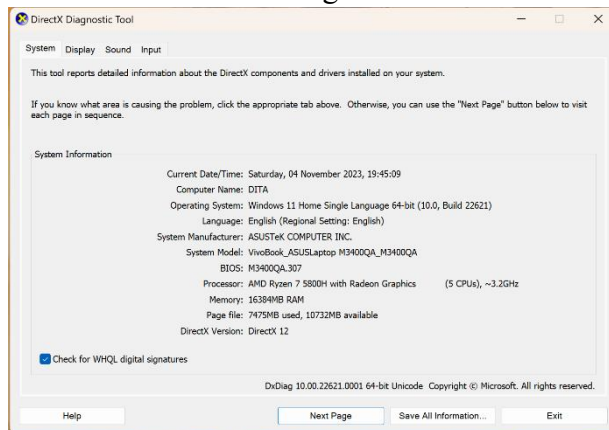 DirectX Diagnostic Tool
System Display Sound Input
This tool reports detailed information about the DirectX components and drivers installed on your system.
If you know what area is causing the problem, click the appropriate tab above. Otherwise, you can use the "Next Page" button below to visit
each page in sequence.
System Information
Current Date/Time: Saturday, 04 November 2023, 19:45:09
Computer Name: DITA
Operating System: Windows 11 Home Single Language 64-bit (10.0, Build 22621)
Language: English (Regional Setting: English)
System Manufacturer: ASUSTeK COMPUTER INC.
System Model: VivoBook_ASUSLaptop M3400QA_M3400QA
BIOS: M3400QA.307
Processor: AMD Ryzen 7 5800H with Radeon Graphics (5 CPUs), ~3.2GHz
Memory: 16384MB RAM
Page file: 7475MB used, 10732MB available
DirectX Version: DirectX 12
Check for WHQL digital signatures
DxDiag 10.00.22621.0001 64-bit Unicode Copyright © Microsoft. All rights reserved.
Help Next Page Save All Information... Exit